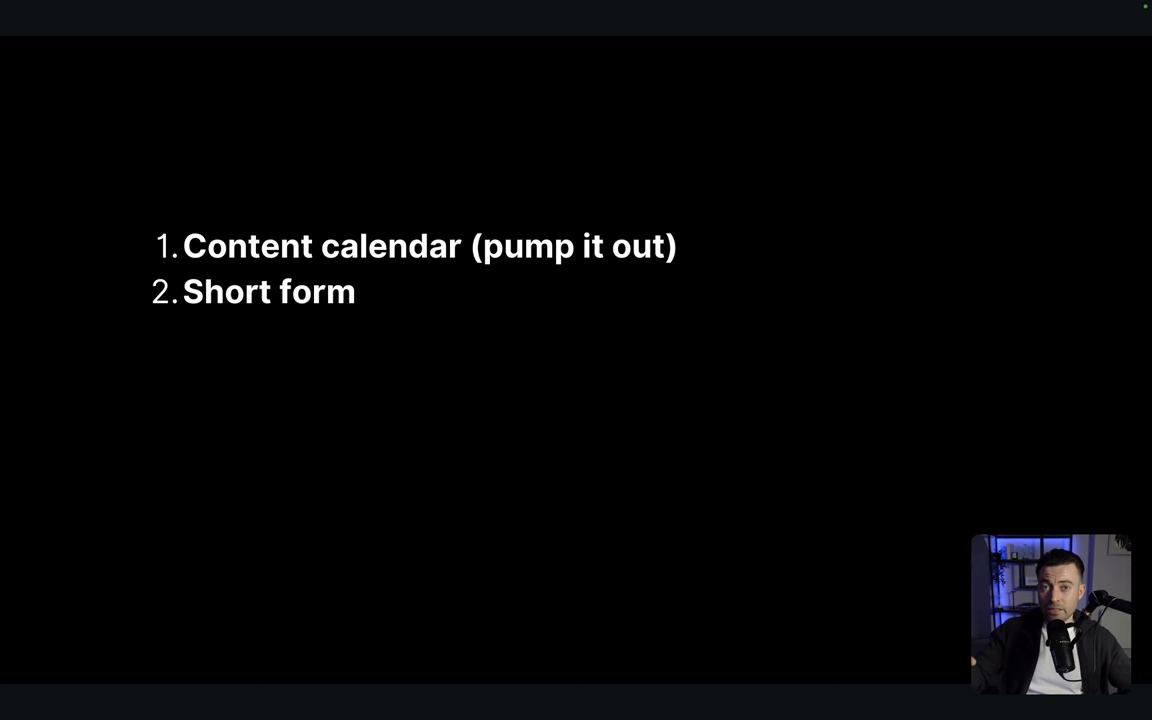 1. Content calendar (pump it out)
2. Short form